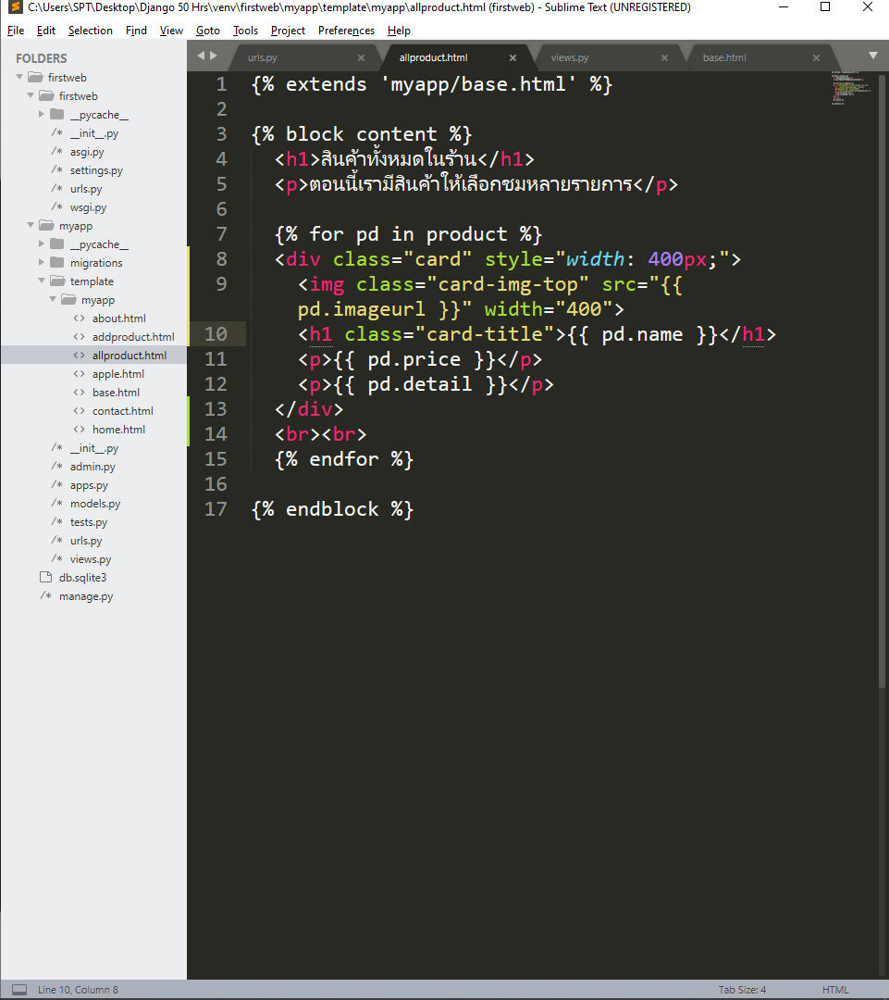 C:\Users\SPT\Desktop\Django 50 Hrs\venv\firstweb\myapp\template\myapp\allproduct.html (firstweb) - Sublime Text (UNREGISTERED)
File Edit Selection Find View Goto Tools Project Preferences Help
FOLDERS
firstweb
firstweb
__pycache__
/* __init__.py
/* asgi.py
/* settings.py
/* urls.py
/* wsgi.py
myapp
__pycache__
migrations
template
myapp
<> about.html
<> addproduct.html
<> allproduct.html
<> apple.html
<> base.html
<> contact.html
<> home.html
/* __init__.py
/* admin.py
/* apps.py
/* models.py
/* tests.py
/* urls.py
/* views.py
db.sqlite3
/* manage.py
urls.py × allproduct.html × views.py × base.html ×
1 {% extends 'myapp/base.html' %}
2
3 {% block content %}
4 <h1>สินค้าทั้งหมดในร้าน</h1>
5 <p>ตอนนี้เรามีสินค้าให้เลือกชมหลายรายการ</p>
6
7 {% for pd in product %}
8 <div class="card" style="width: 400px;">
9 <img class="card-img-top" src="{{
pd.imageurl }}" width="400">
10 <h1 class="card-title">{{ pd.name }}</h1>
11 <p>{{ pd.price }}</p>
12 <p>{{ pd.detail }}</p>
13 </div>
14 <br><br>
15 {% endfor %}
16
17 {% endblock %}
Line 10, Column 8 Tab Size: 4 HTML